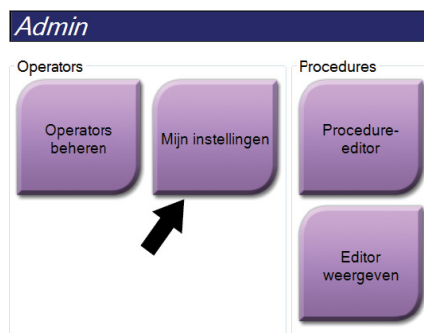 Admin
Operators
Procedures
Operators
beheren
Mijn instellingen
Procedure-
editor
Editor
weergeven